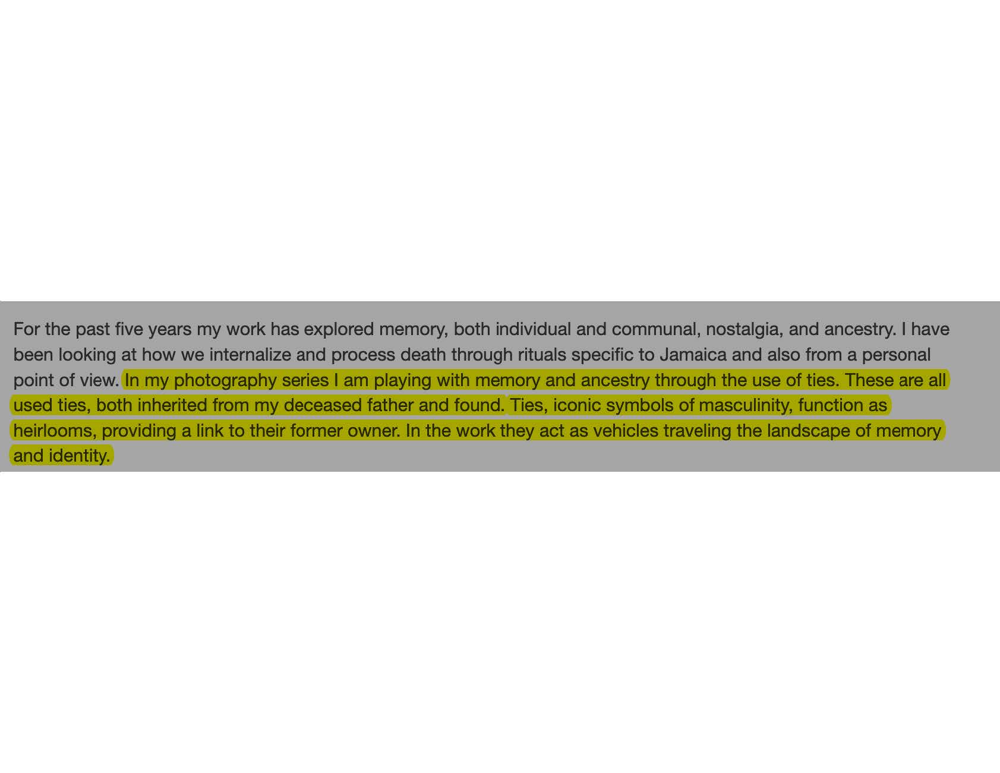 For the past five years my work has explored memory, both individual and communal, nostalgia, and ancestry. I have
been looking at how we internalize and process death through rituals specific to Jamaica and also from a personal
point of view. In my photography series I am playing with memory and ancestry through the use of ties. These are all
used ties, both inherited from my deceased father and found. Ties, iconic symbols of masculinity, function as
heirlooms, providing a link to their former owner. In the work they act as vehicles traveling the landscape of memory
and identity.